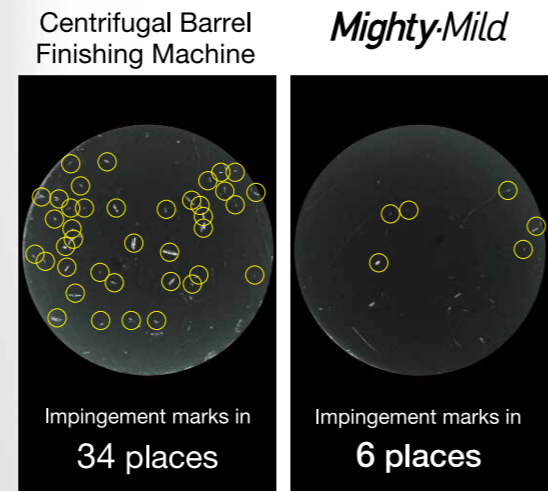 Centrifugal Barrel
Finishing Machine
Mighty-Mild
Impingement marks in
34 places
Impingement marks in
6 places